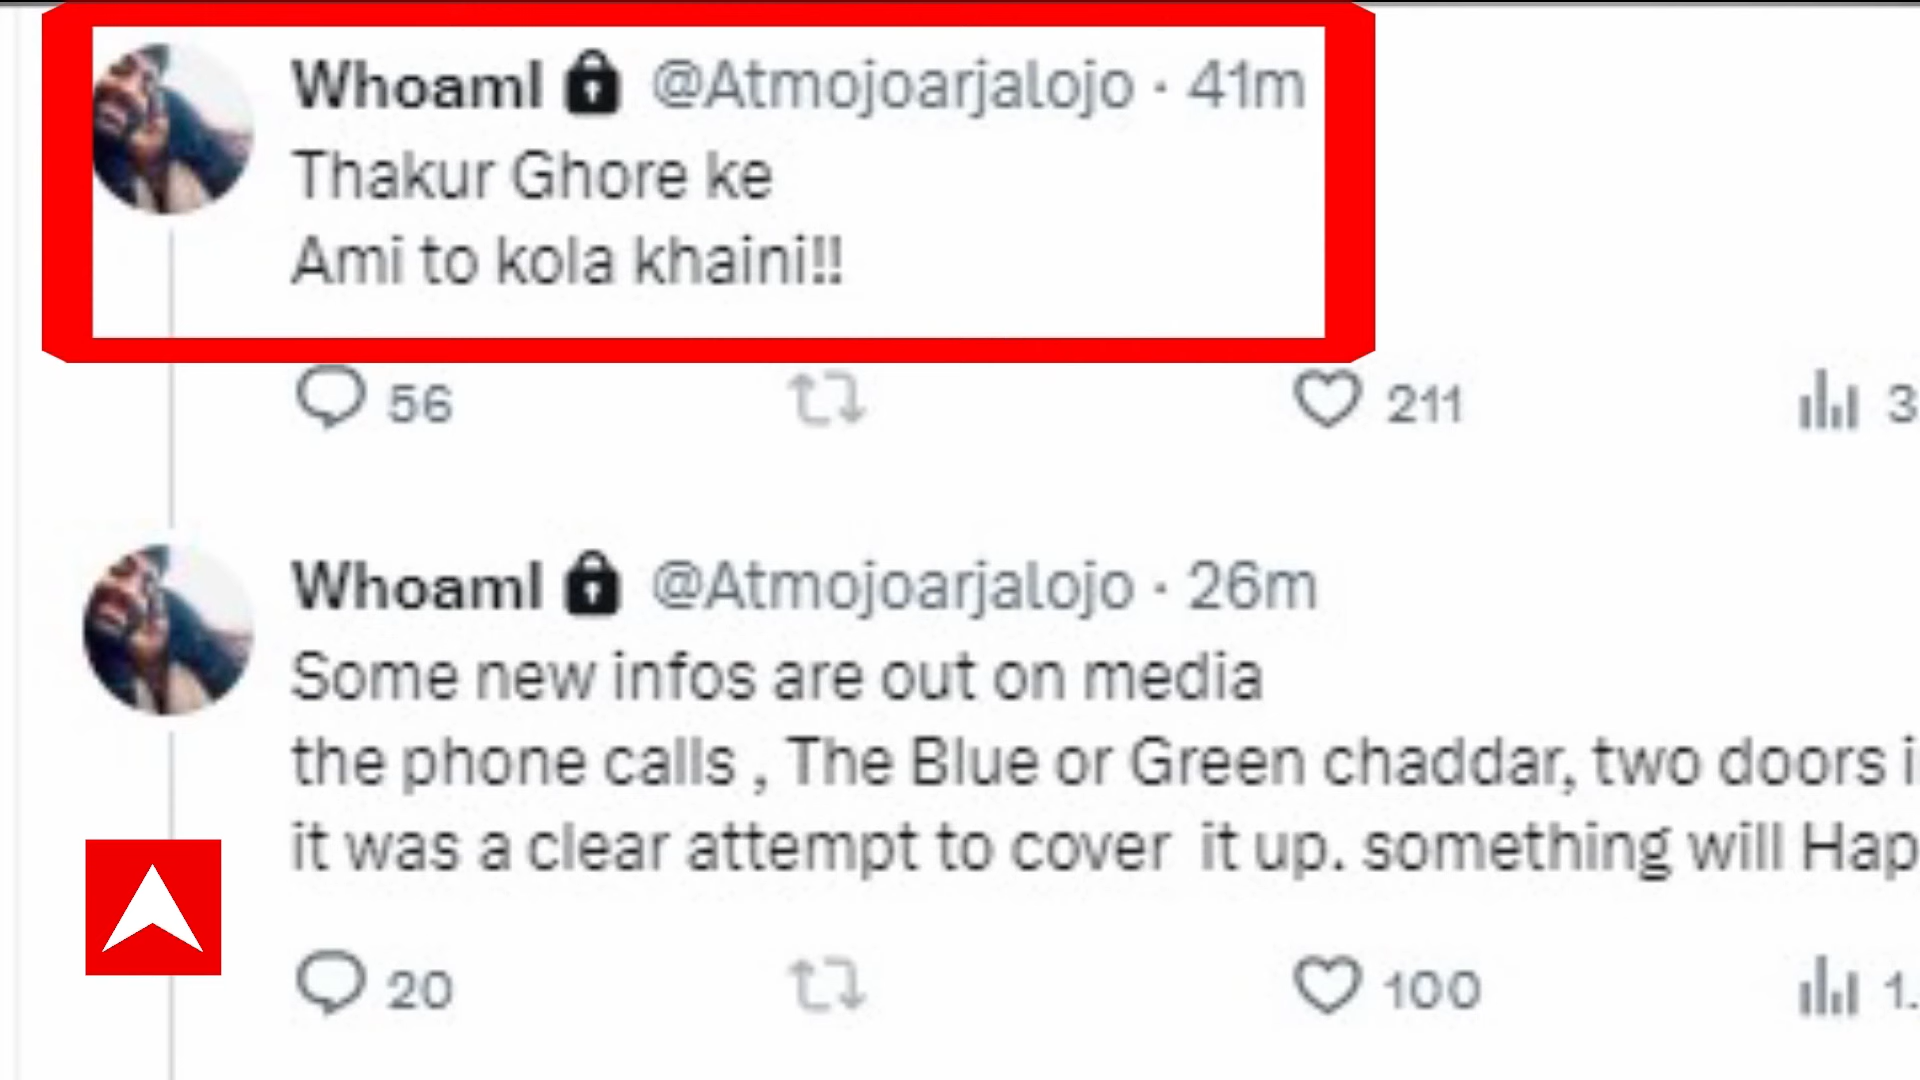 WhoamI @Atmojoarjalojo · 41m
Thakur Ghore ke
Ami to kola khaini!!
56 211 3
WhoamI @Atmojoarjalojo · 26m
Some new infos are out on media
the phone calls , The Blue or Green chaddar, two doors i
it was a clear attempt to cover it up. something will Hap
20 100 1.